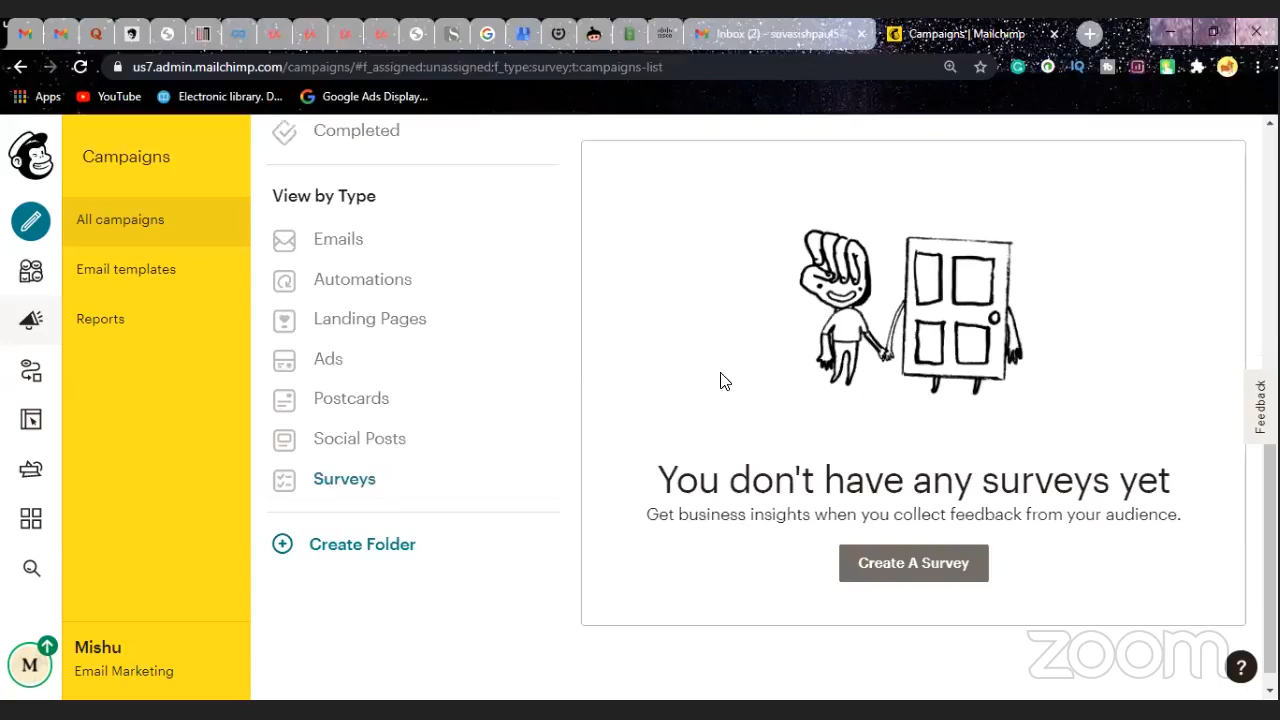 Inbox (2) - suvasishpaul5
Campaigns | Mailchimp
us7.admin.mailchimp.com/campaigns/#f_assigned:unassigned:f_type:survey;t:campaigns-list
Apps
YouTube
Electronic library. D...
Google Ads Display...
Campaigns
All campaigns
Email templates
Reports
Mishu
Email Marketing
M
Completed
View by Type
Emails
Automations
Landing Pages
Ads
Postcards
Social Posts
Surveys
Create Folder
You don't have any surveys yet
Get business insights when you collect feedback from your audience.
Create A Survey
Feedback
zoom
?